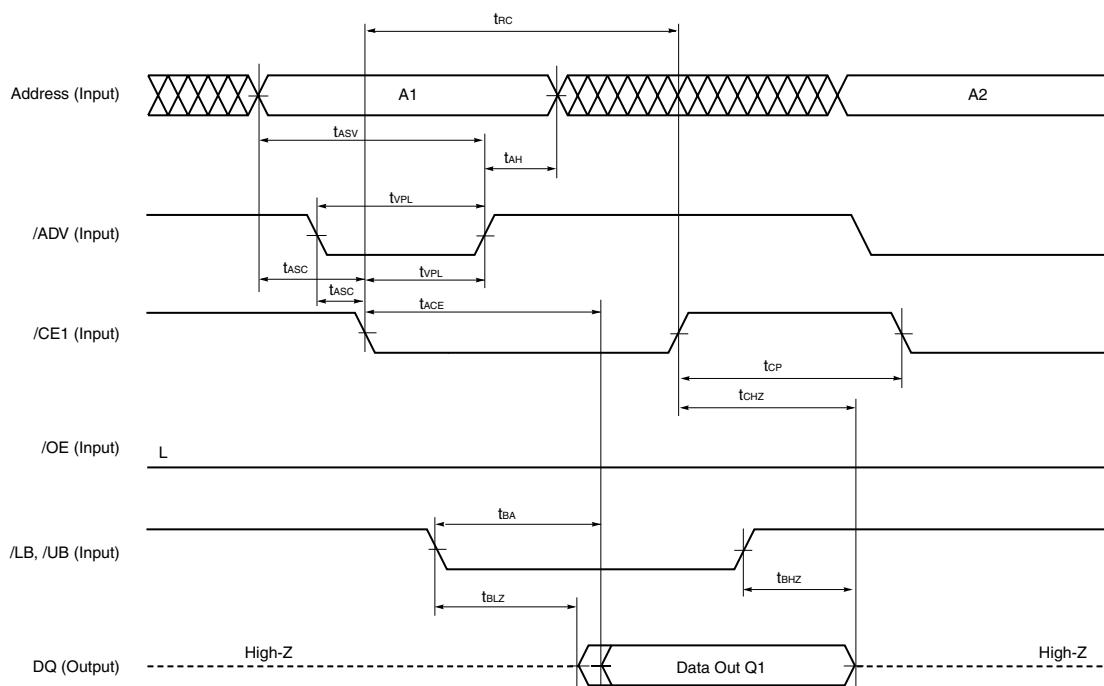 tRC
Address (Input) A1 A2
tASV
tAH
tVPL
/ADV (Input)
tASC tVPL
tASC
tACE
/CE1 (Input)
tCP
tCHZ
/OE (Input) L
tBA
/LB, /UB (Input)
tBHZ
tBLZ
High-Z High-Z
DQ (Output) Data Out Q1